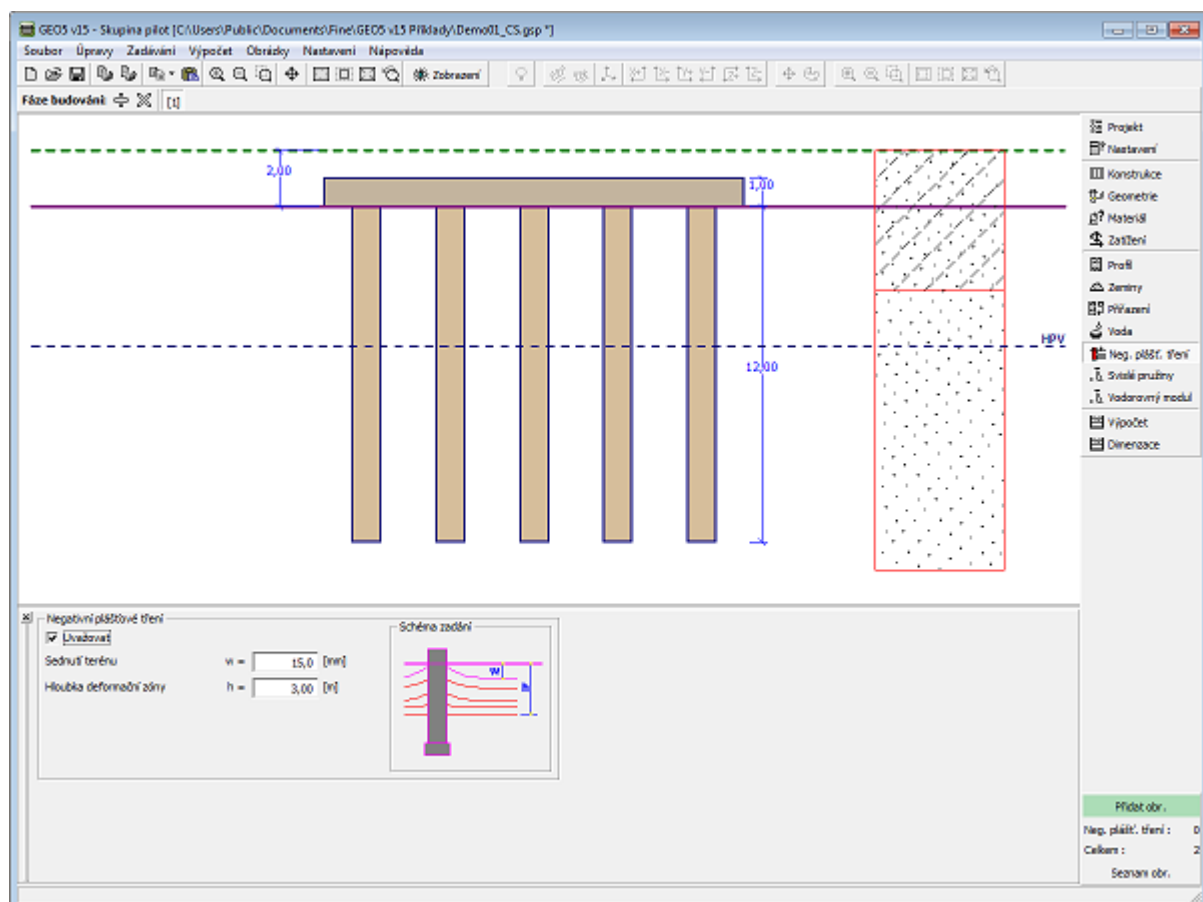 GEO5 v15 - Skupina pilot [C:\Users\Public\Documents\Fine\GEO5 v15 Příklady\Demo01_CS.gsp *]
Soubor Úpravy Zadávání Výpočet Obrázky Nastavení Nápověda
Zobrazení
Fáze budování: [1]
2,00
1,00
12,00
HPV
Projekt
Nastavení
Konstrukce
Geometrie
Materiál
Zatížení
Profil
Zeminy
Přiřazení
Voda
Neg. plášť. tření
Svislé pružiny
Vodorovný modul
Výpočet
Dimenzace
Negativní plášťové tření
Uvažovat
Sednutí terénu w = 15,0 [mm]
Hloubka deformační zóny h = 3,00 [m]
Schéma zadání
w
h
Přidat obr.
Neg. plášť. tření : 0
Celkem : 2
Seznam obr.